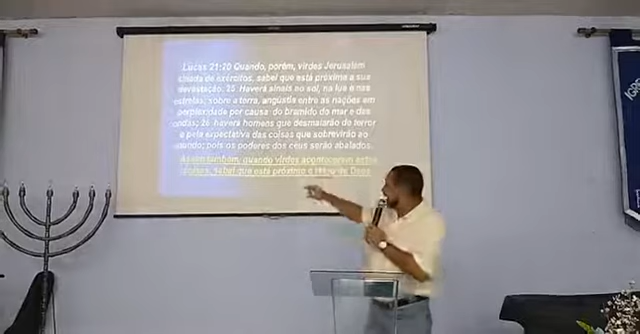 Lucas 21:20 Quando, porém, virdes Jerusalém
sitiada de exércitos, sabei que está próxima a sua
devastação. 25 Haverá sinais no sol, na lua e nas
estrelas; sobre a terra, angústia entre as nações em
perplexidade por causa do bramido do mar e das
ondas; 26 haverá homens que desmaiarão de terror
e pela expectativa das coisas que sobrevirão ao
mundo; pois os poderes dos céus serão abalados.
Assim também, quando virdes acontecerem estas
coisas, sabei que está próximo o reino de Deus